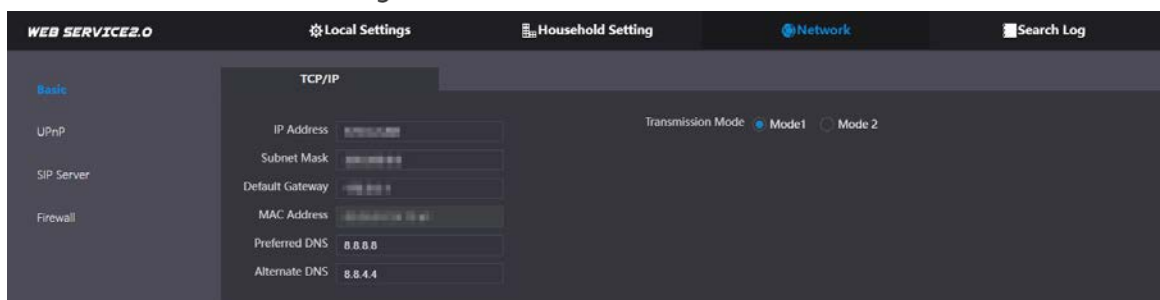 WEB SERVICE2.0 Local Settings Household Setting Network Search Log
Basic
UPnP
SIP Server
Firewall
TCP/IP
IP Address
Subnet Mask
Default Gateway
MAC Address
Preferred DNS 8.8.8.8
Alternate DNS 8.8.4.4
Transmission Mode Mode1 Mode 2